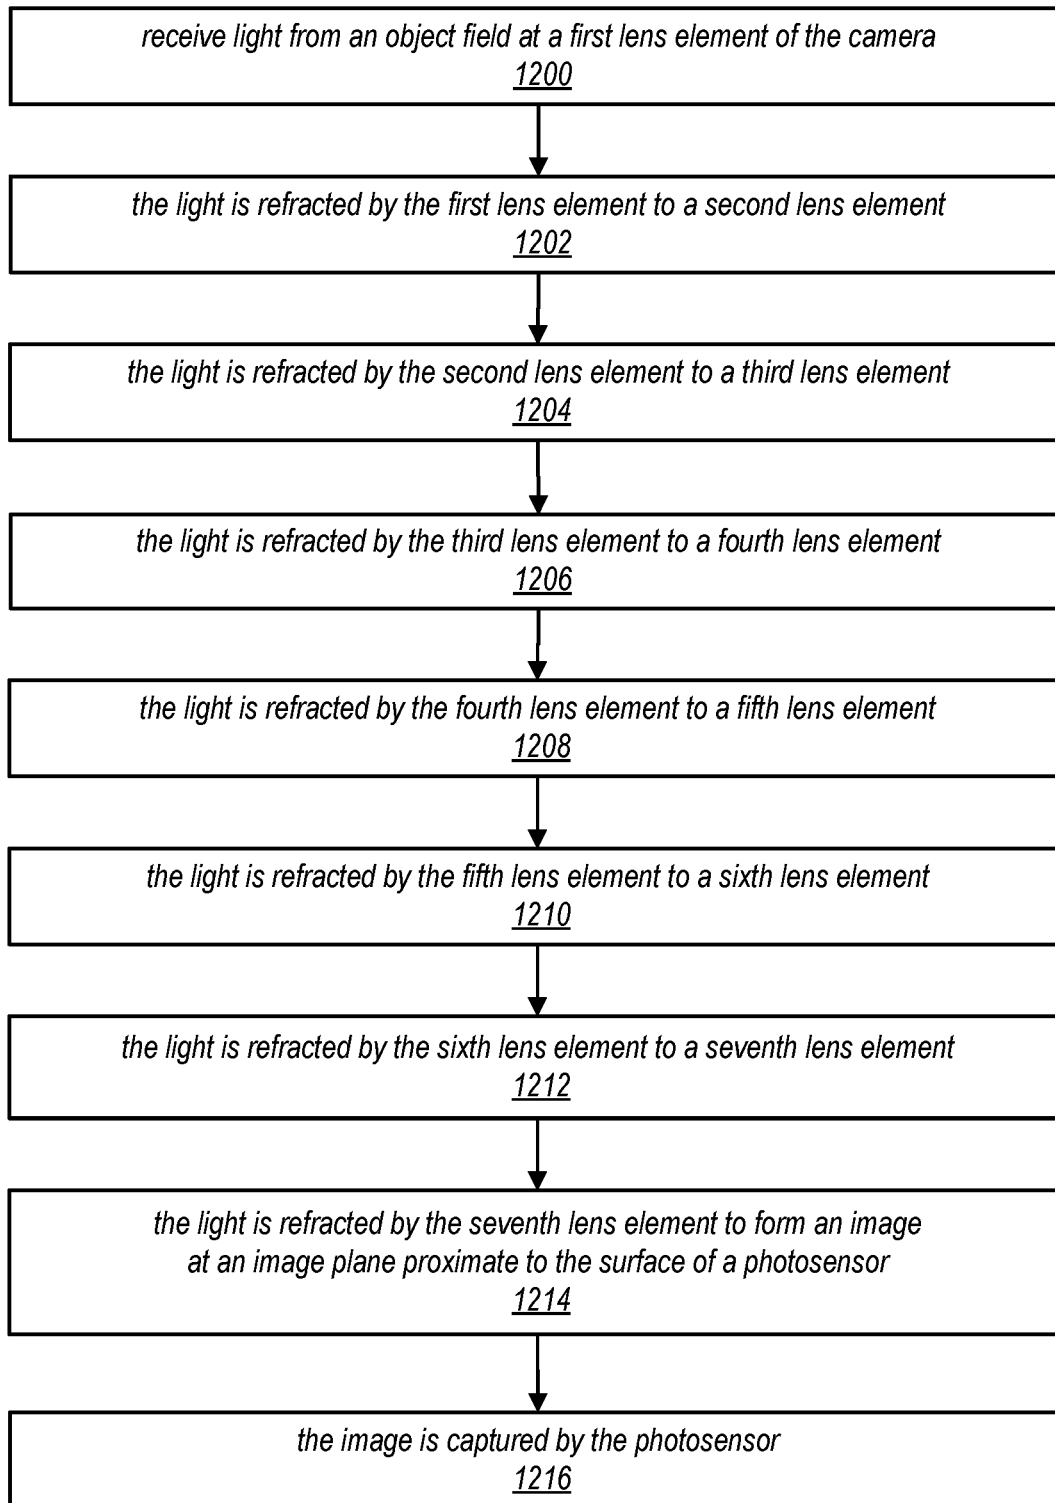 receive light from an object field at a first lens element of the camera
1200
the light is refracted by the first lens element to a second lens element
1202
the light is refracted by the second lens element to a third lens element
1204
the light is refracted by the third lens element to a fourth lens element
1206
the light is refracted by the fourth lens element to a fifth lens element
1208
the light is refracted by the fifth lens element to a sixth lens element
1210
the light is refracted by the sixth lens element to a seventh lens element
1212
the light is refracted by the seventh lens element to form an image
at an image plane proximate to the surface of a photosensor
1214
the image is captured by the photosensor
1216